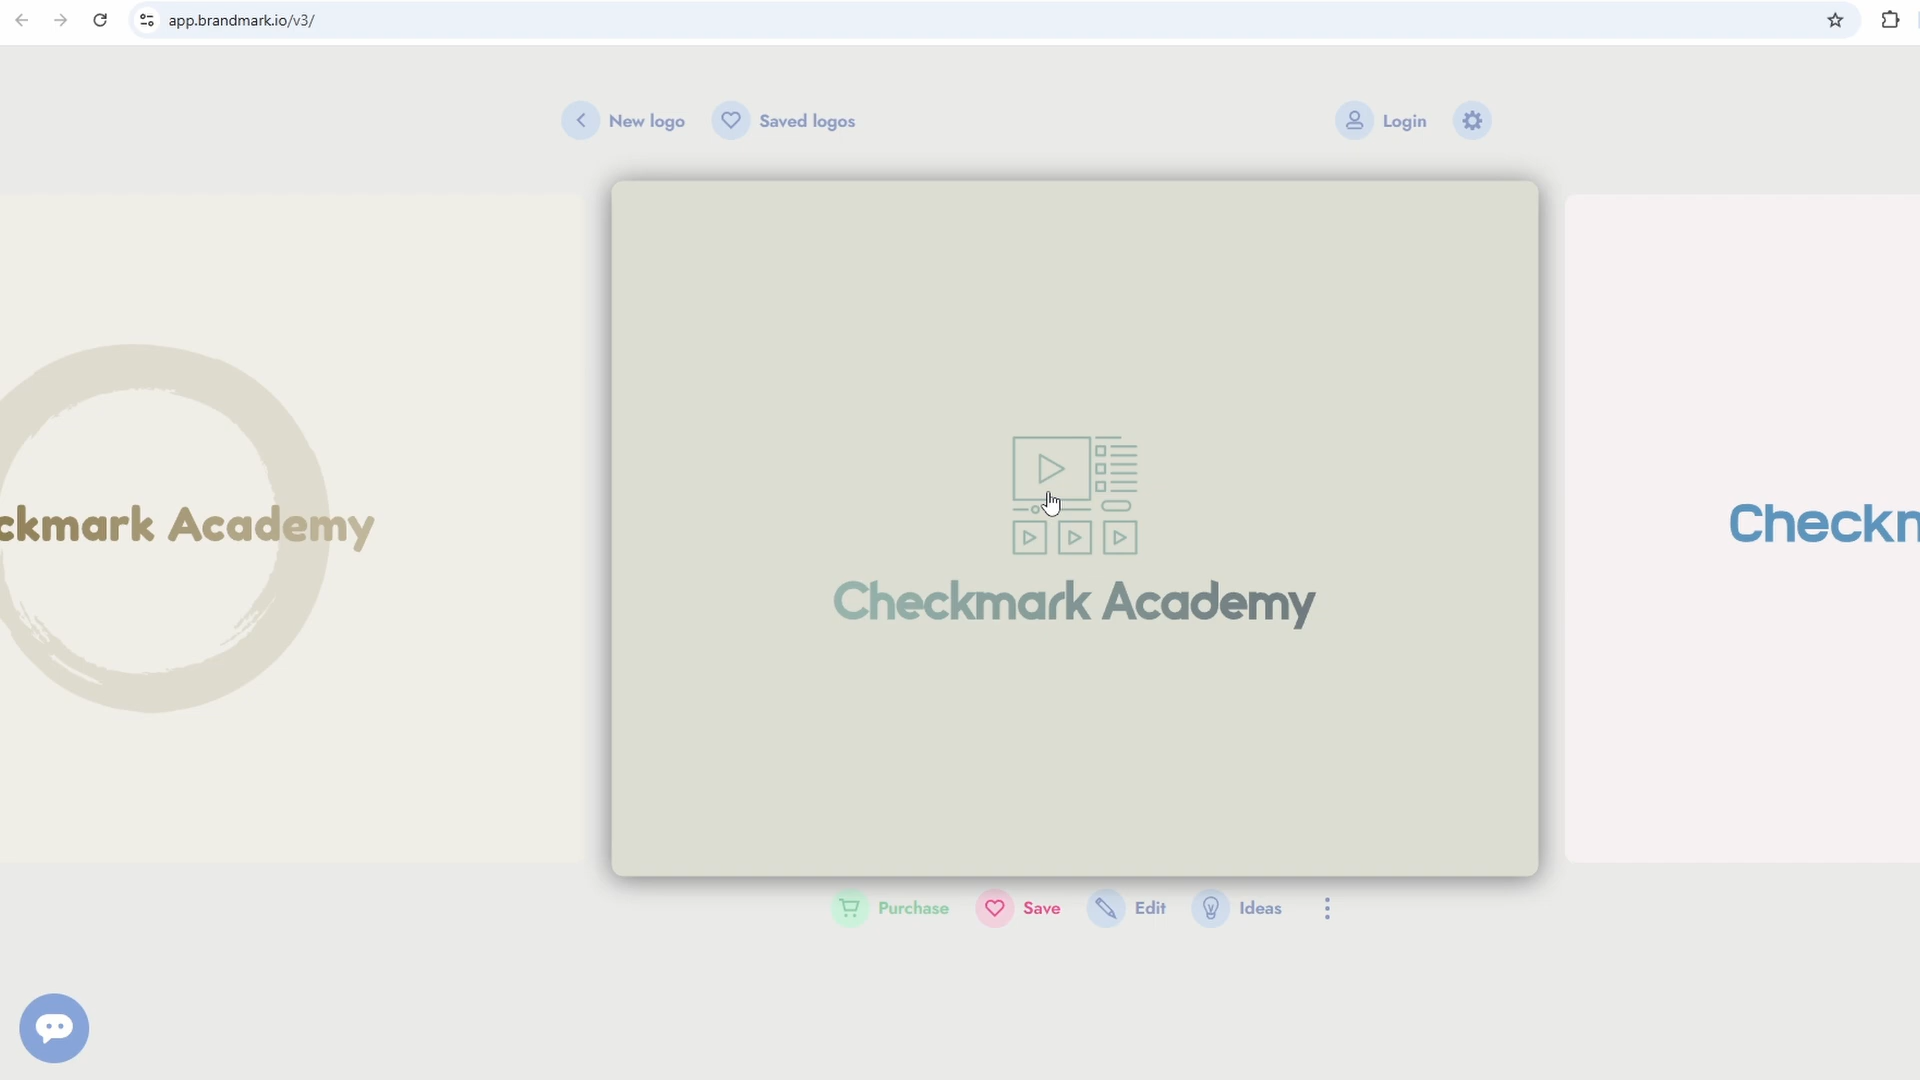 app.brandmark.io/v3/
New logo
Saved logos
Login
ckmark Academy
Checkmark Academy
Checkn
Purchase
Save
Edit
Ideas